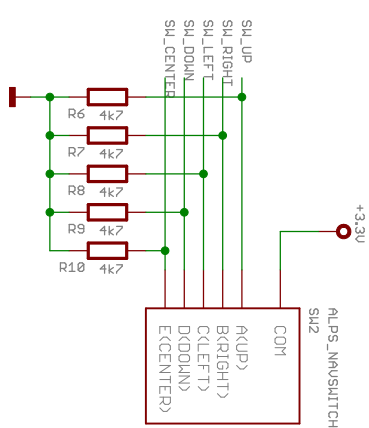 SW_CENTER
SW_DOWN
SW_LEFT
SW_RIGHT
SW_UP
R6 4k7
R7 4k7
R8 4k7
R9 4k7
R10 4k7
+3.3V
E(CENTER)
D(DOWN)
C(LEFT)
B(RIGHT)
A(UP)
COM
SW2
ALPS_NAVSWITCH